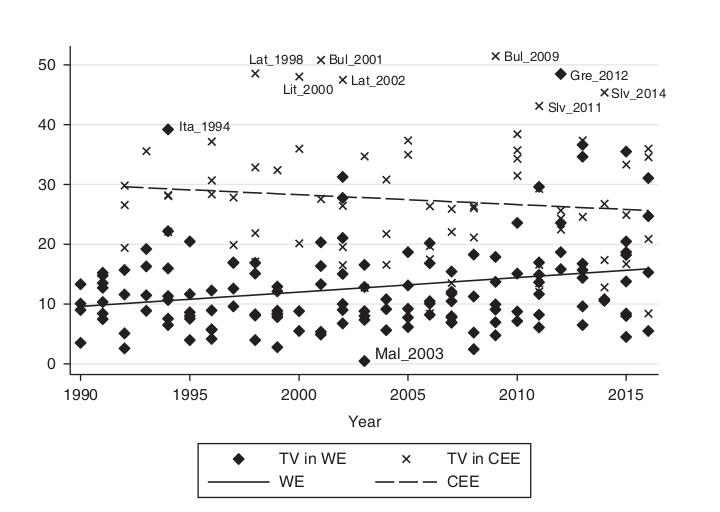 50
40
30
20
10
0
Lat_1998
Bul_2001
Bul_2009
Lit_2000
Lat_2002
Gre_2012
Slv_2014
Slv_2011
Ita_1994
Mal_2003
1990
1995
2000
2005
2010
2015
Year
TV in WE
TV in CEE
WE
CEE